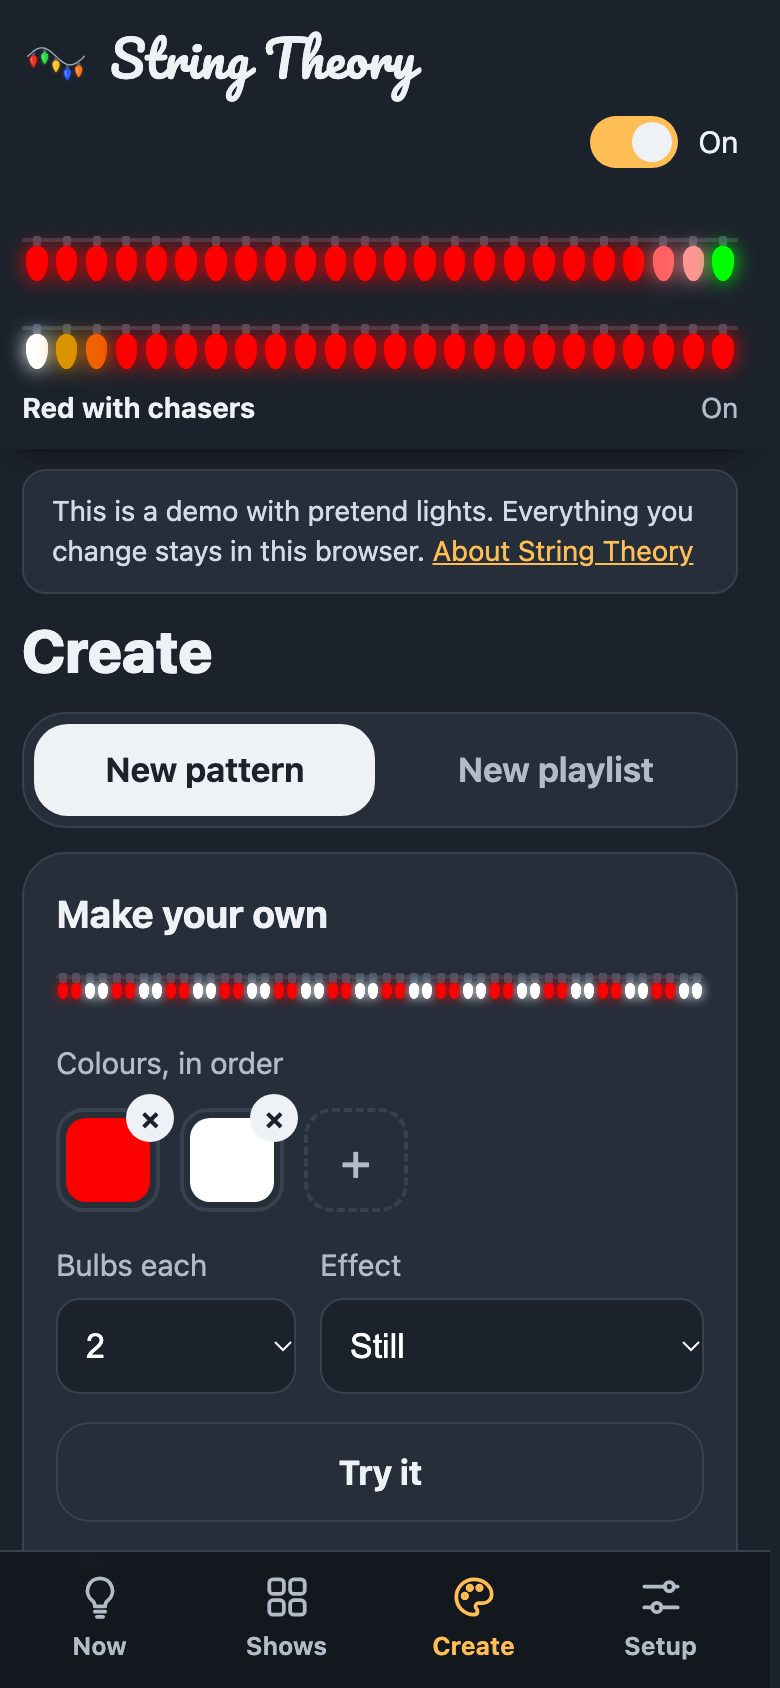 String Theory
On
Red with chasers
On
This is a demo with pretend lights. Everything you
change stays in this browser. About String Theory
Create
New pattern
New playlist
Make your own
Colours, in order
Bulbs each
Effect
2
Still
Try it
Now
Shows
Create
Setup